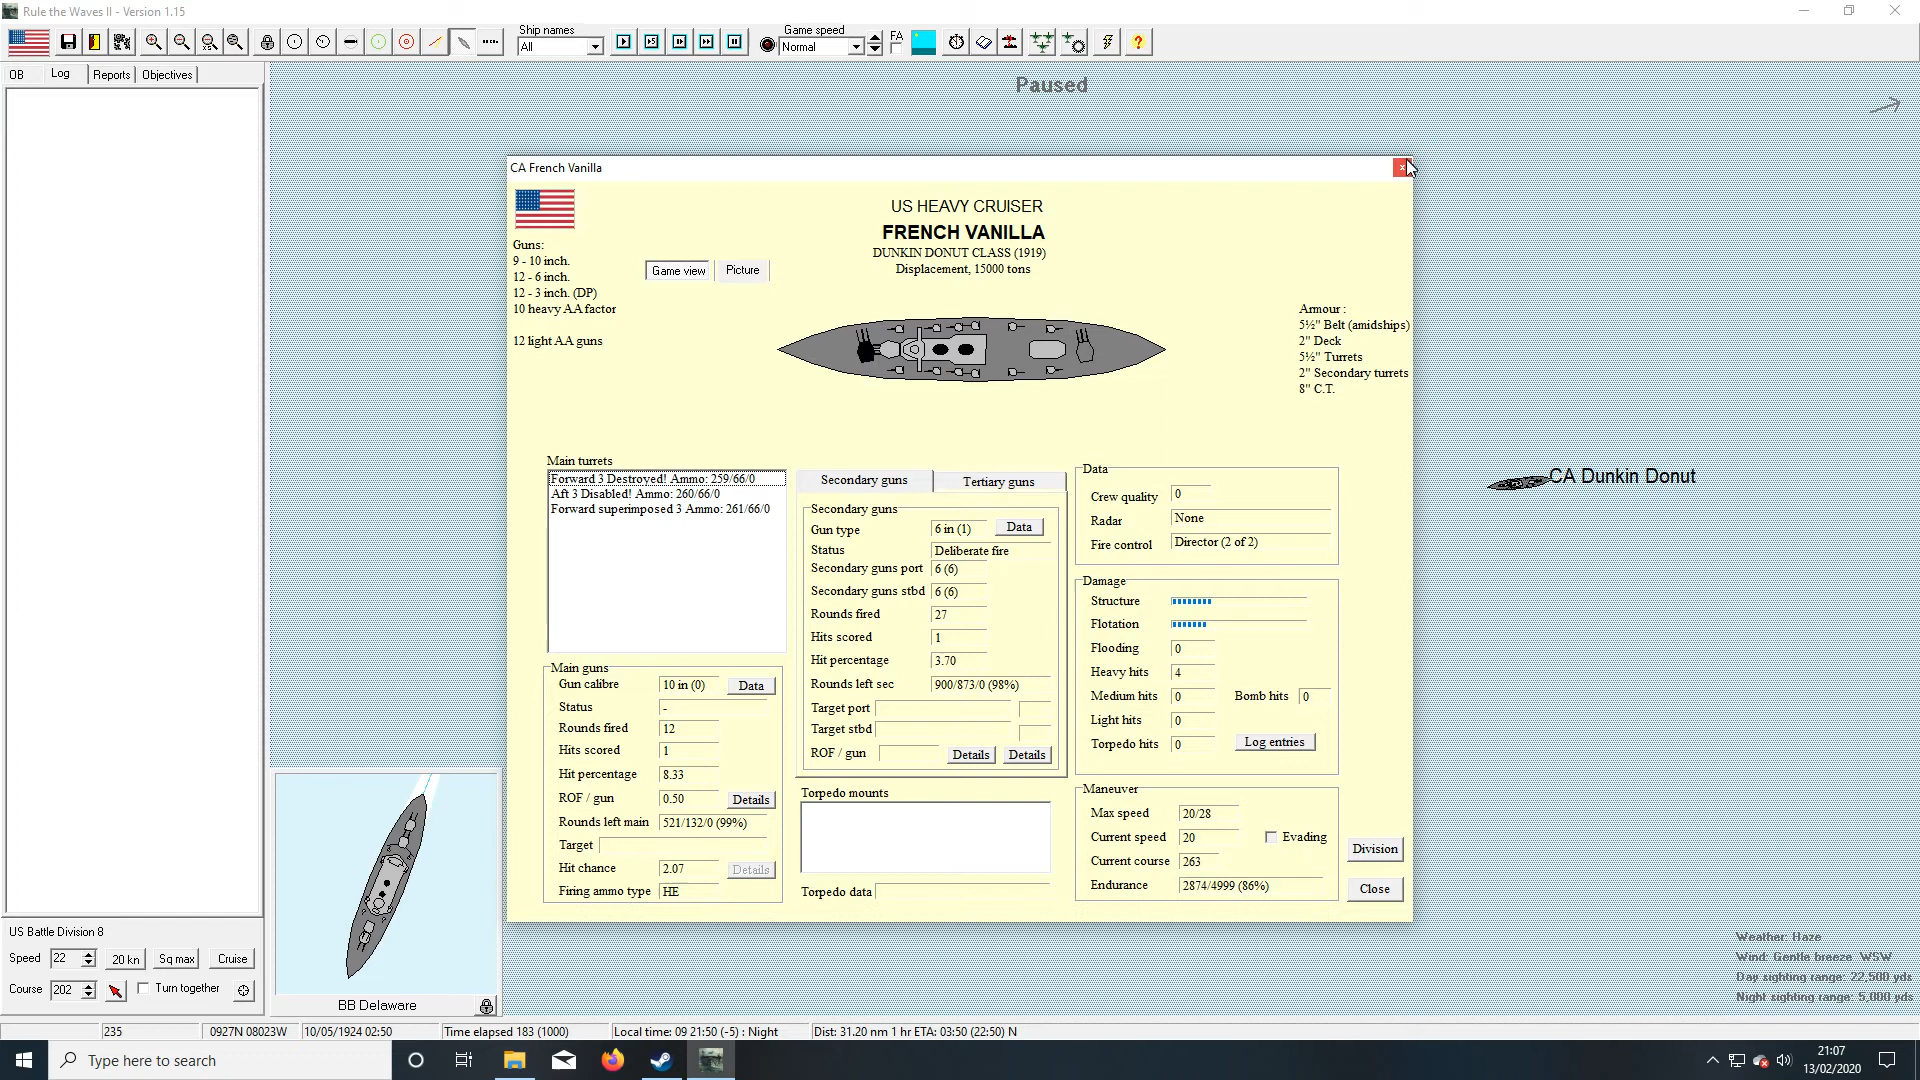 Rule the Waves II - Version 1.15
Ship names
All
Game speed
Normal
FA
OB
Log
Reports
Objectives
Paused
CA French Vanilla
US HEAVY CRUISER
FRENCH VANILLA
DUNKIN DONUT CLASS (1919)
Displacement, 15000 tons
Guns:
9 - 10 inch.
12 - 6 inch.
12 - 3 inch. (DP)
10 heavy AA factor
12 light AA guns
Game view
Picture
Armour :
5½" Belt (amidships)
2" Deck
5½" Turrets
2" Secondary turrets
8" C.T.
CA Dunkin Donut
Main turrets
Forward 3 Destroyed! Ammo: 259/66/0
Aft 3 Disabled! Ammo: 260/66/0
Forward superimposed 3 Ammo: 261/66/0
Main guns
Gun calibre 10 in (0) Data
Status -
Rounds fired 12
Hits scored 1
Hit percentage 8.33
ROF / gun 0.50 Details
Rounds left main 521/132/0 (99%)
Target
Hit chance 2.07 Details
Firing ammo type HE
Secondary guns
Tertiary guns
Secondary guns
Gun type 6 in (1) Data
Status Deliberate fire
Secondary guns port 6 (6)
Secondary guns stbd 6 (6)
Rounds fired 27
Hits scored 1
Hit percentage 3.70
Rounds left sec 900/873/0 (98%)
Target port
Target stbd
ROF / gun Details Details
Torpedo mounts
Torpedo data
Data
Crew quality 0
Radar None
Fire control Director (2 of 2)
Damage
Structure
Flotation
Flooding 0
Heavy hits 4
Medium hits 0 Bomb hits 0
Light hits 0
Torpedo hits 0 Log entries
Maneuver
Max speed 20/28
Current speed 20 Evading
Current course 263
Endurance 2874/4999 (86%)
Division
Close
US Battle Division 8
Speed 22 20 kn Sq max Cruise
Course 202 Turn together
BB Delaware
Weather: Haze
Wind: Gentle breeze WSW
Day sighting range: 22,500 yds
Night sighting range: 5,000 yds
235 0927N 08023W 10/05/1924 02:50 Time elapsed 183 (1000) Local time: 09 21:50 (-5) : Night Dist: 31.20 nm 1 hr ETA: 03:50 (22:50) N
Type here to search
21:07
13/02/2020